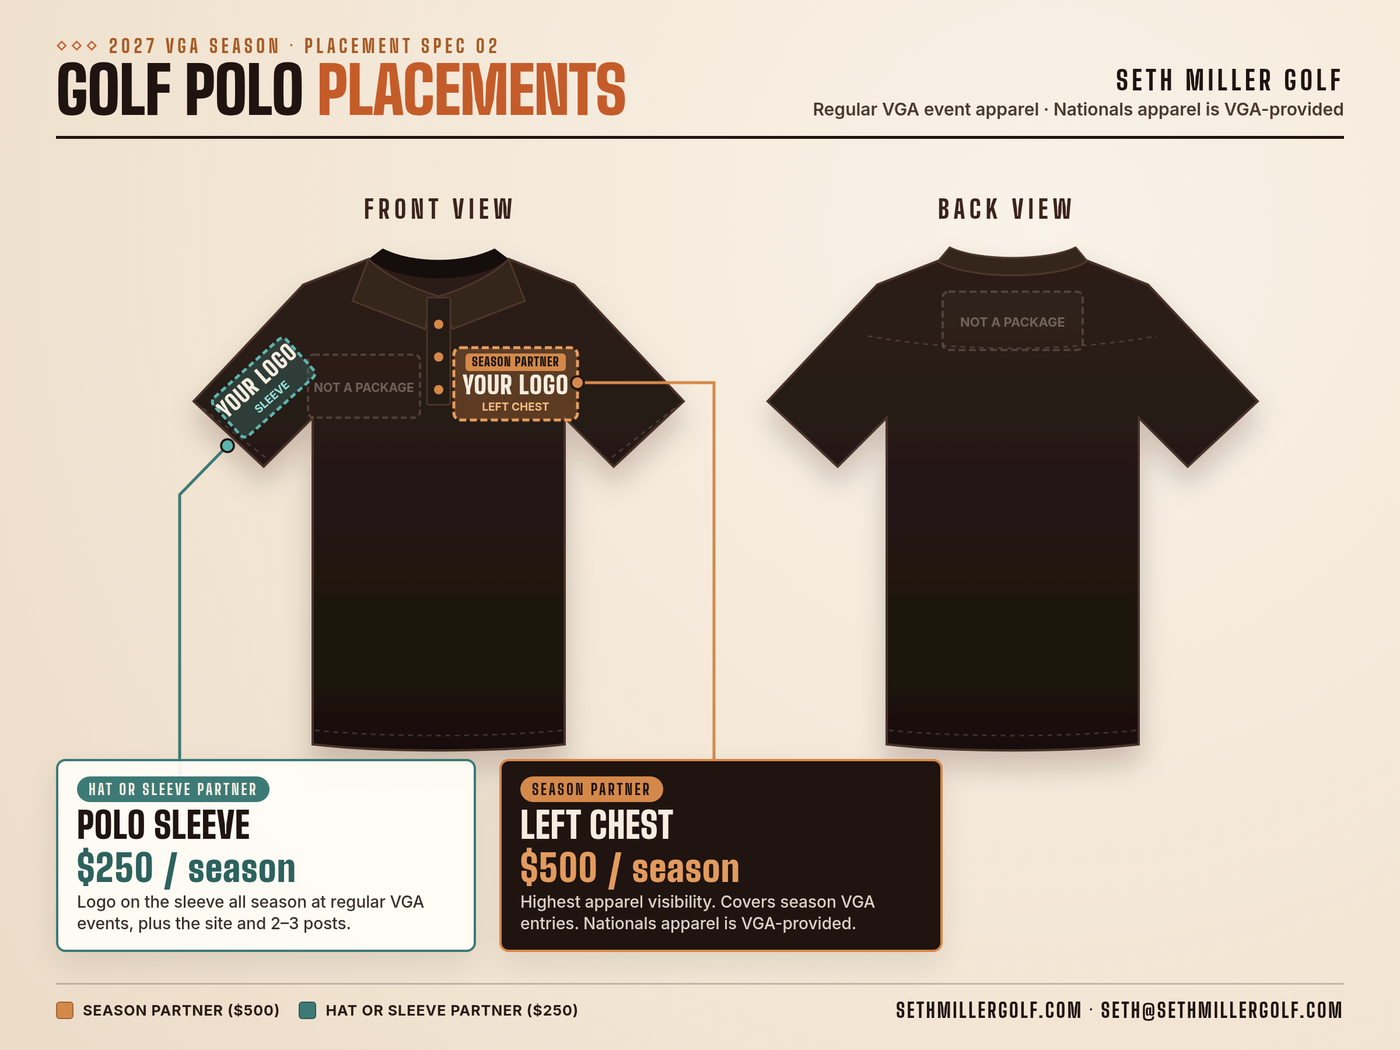 ◇◇◇ 2027 VGA SEASON · PLACEMENT SPEC 02
GOLF POLO PLACEMENTS
SETH MILLER GOLF
Regular VGA event apparel · Nationals apparel is VGA-provided
FRONT VIEW
BACK VIEW
YOUR LOGO
SLEEVE
NOT A PACKAGE
SEASON PARTNER
YOUR LOGO
LEFT CHEST
NOT A PACKAGE
HAT OR SLEEVE PARTNER
POLO SLEEVE
$250 / season
Logo on the sleeve all season at regular VGA
events, plus the site and 2–3 posts.
SEASON PARTNER
LEFT CHEST
$500 / season
Highest apparel visibility. Covers season VGA
entries. Nationals apparel is VGA-provided.
SEASON PARTNER ($500)
HAT OR SLEEVE PARTNER ($250)
SETHMILLERGOLF.COM · SETH@SETHMILLERGOLF.COM